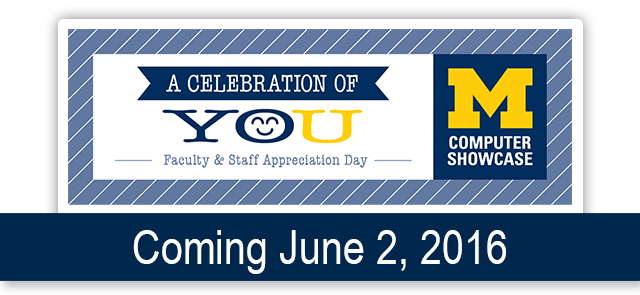 A CELEBRATION OF
YOU
Faculty & Staff Appreciation Day
M
COMPUTER
SHOWCASE
Coming June 2, 2016